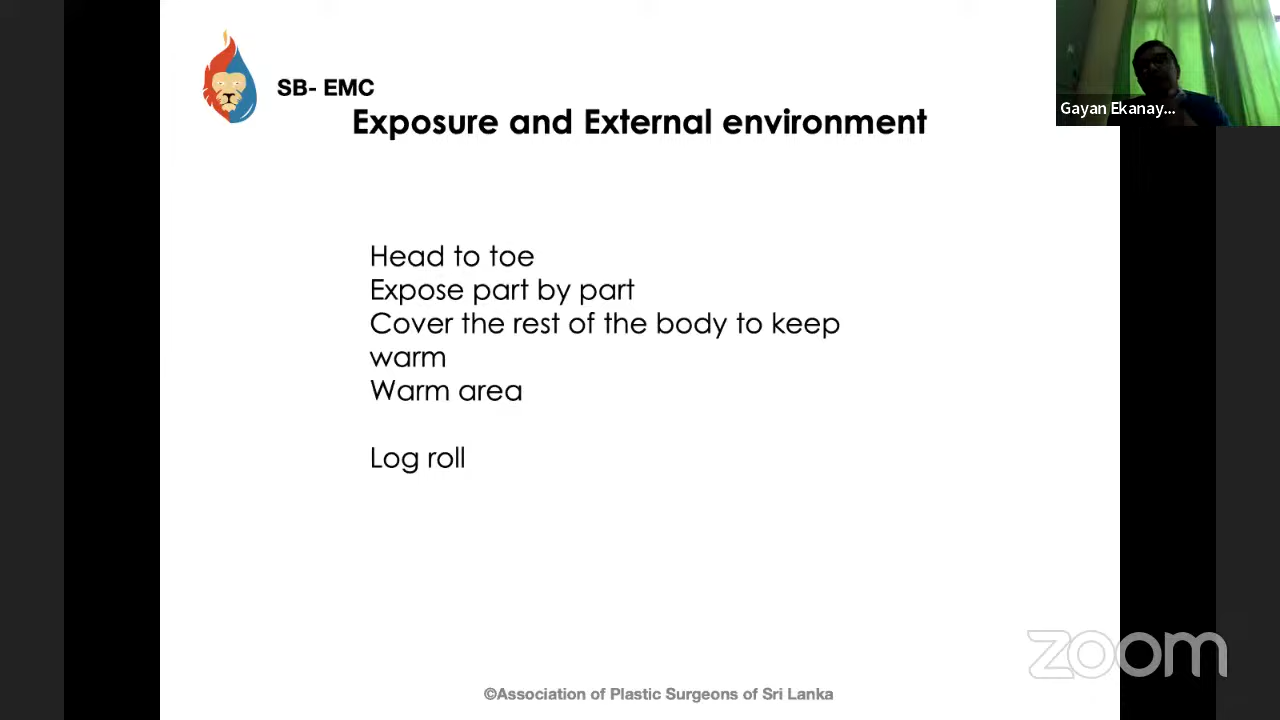 SB- EMC
Exposure and External environment
Gayan Ekanay...
Head to toe
Expose part by part
Cover the rest of the body to keep
warm
Warm area
Log roll
zoom
©Association of Plastic Surgeons of Sri Lanka